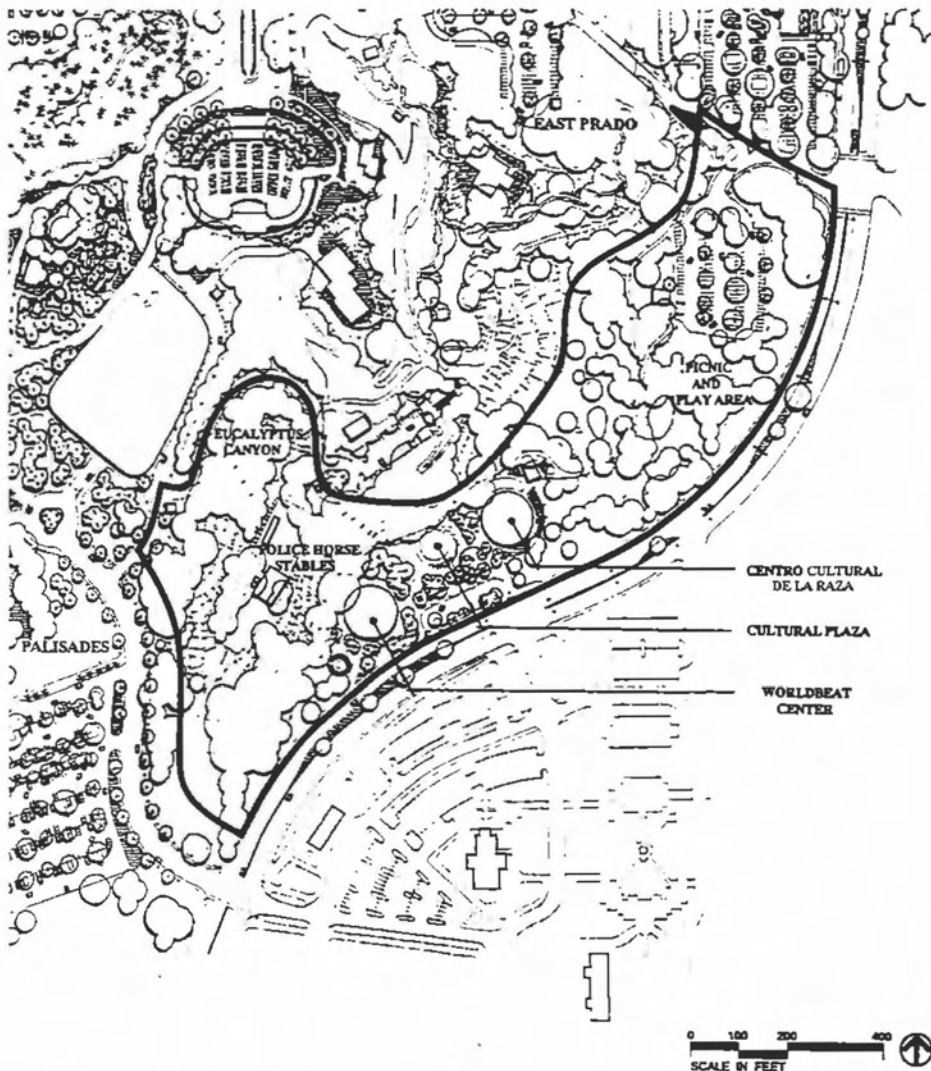 EAST PRADO
PICNIC
AND
PLAY AREA
EUCALYPTUS
CANYON
POLICE HORSE
STABLES
CENTRO CULTURAL
DE LA RAZA
CULTURAL PLAZA
PALISADES
WORLDBEAT
CENTER
0 100 200 400
SCALE IN FEET